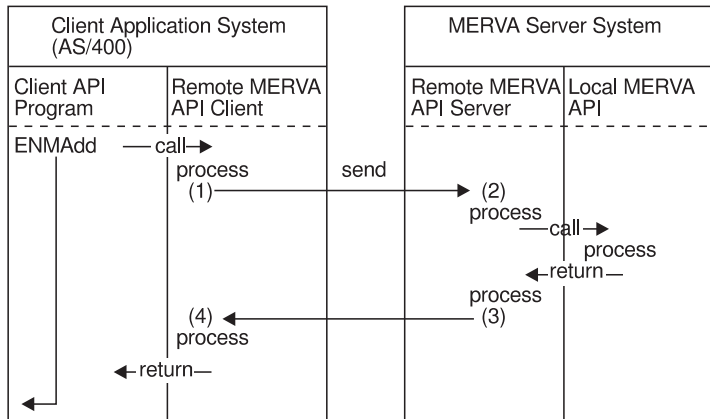 Client Application System
(AS/400)
MERVA Server System
Client API
Program
Remote MERVA
API Client
Remote MERVA
API Server
Local MERVA
API
ENMAdd
call
process
(1)
send
(2)
process
call
process
return
process
(3)
(4)
process
return